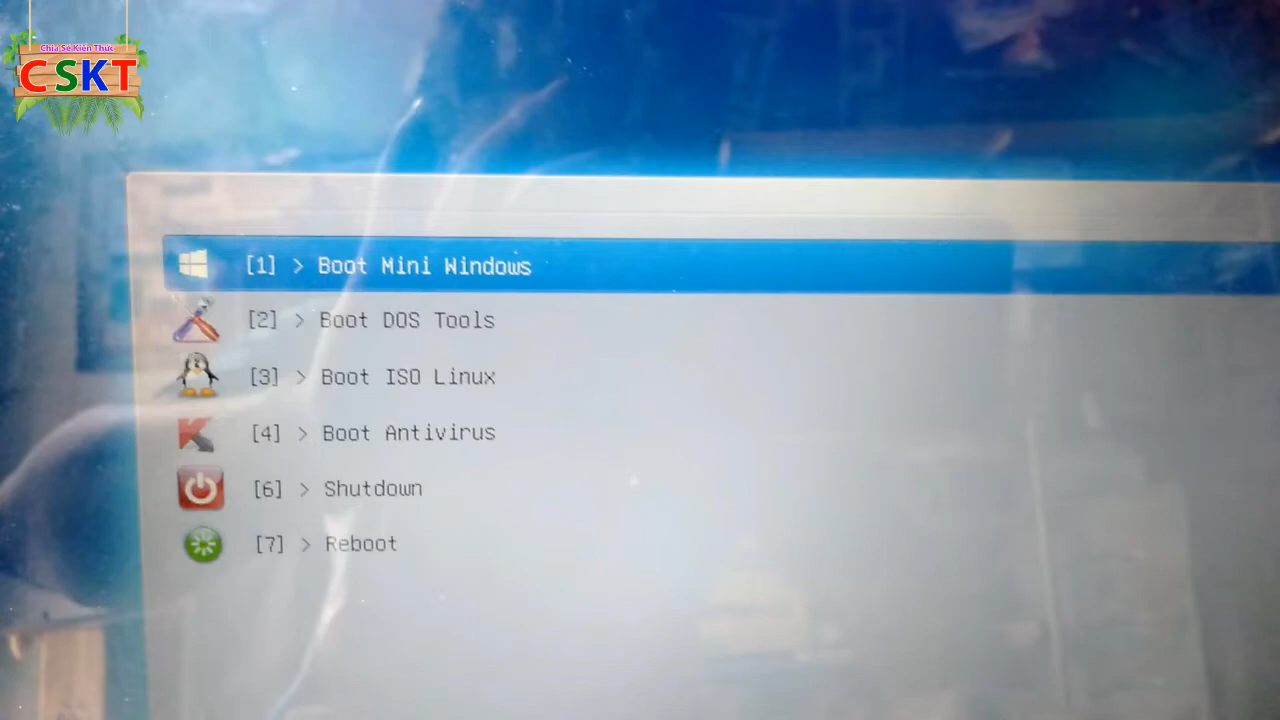 Chia Sẻ Kiến Thức
CSKT
[1] > Boot Mini Windows
[2] > Boot DOS Tools
[3] > Boot ISO Linux
[4] > Boot Antivirus
[6] > Shutdown
[7] > Reboot